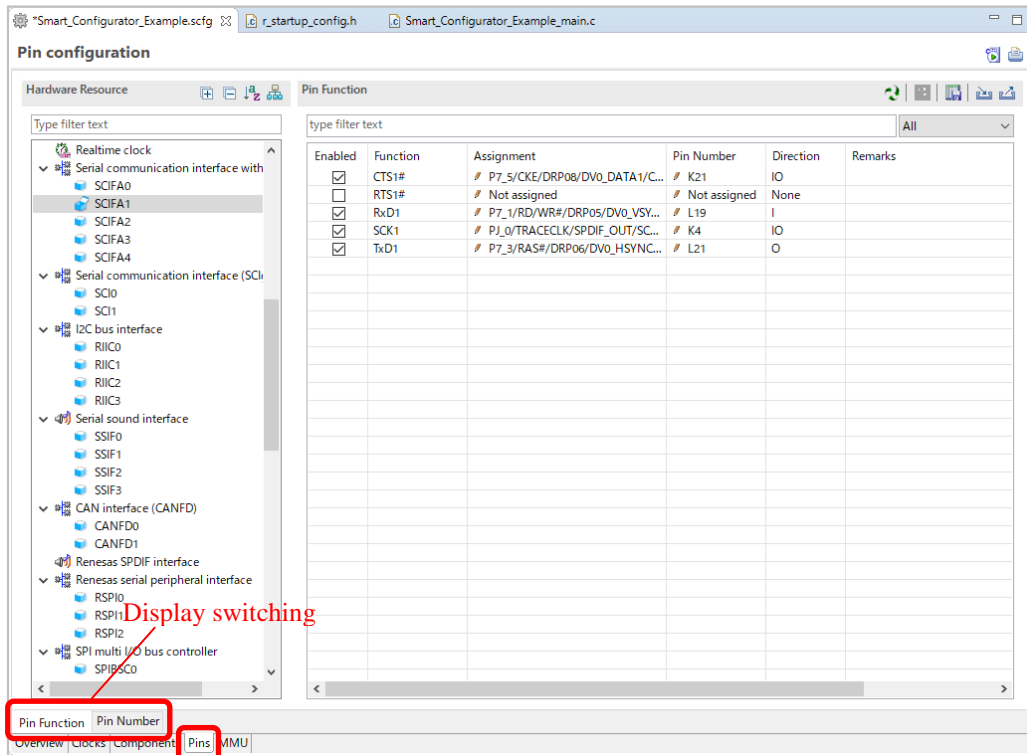 *Smart_Configurator_Example.scfg r_startup_config.h Smart_Configurator_Example_main.c
Pin configuration
Hardware Resource
Type filter text
Realtime clock
Serial communication interface with
SCIFA0
SCIFA1
SCIFA2
SCIFA3
SCIFA4
Serial communication interface (SCI
SCI0
SCI1
I2C bus interface
RIIC0
RIIC1
RIIC2
RIIC3
Serial sound interface
SSIF0
SSIF1
SSIF2
SSIF3
CAN interface (CANFD)
CANFD0
CANFD1
Renesas SPDIF interface
Renesas serial peripheral interface
RSPI0
RSPI1
RSPI2
SPI multi I/O bus controller
SPIBSC0
Pin Function
type filter text All
Enabled Function Assignment Pin Number Direction Remarks
CTS1# P7_5/CKE/DRP08/DV0_DATA1/C... K21 IO
RTS1# Not assigned Not assigned None
RxD1 P7_1/RD/WR#/DRP05/DV0_VSY... L19 I
SCK1 PJ_0/TRACECLK/SPDIF_OUT/SC... K4 IO
TxD1 P7_3/RAS#/DRP06/DV0_HSYNC... L21 O
Display switching
Pin Function Pin Number
Overview Clocks Component Pins MMU